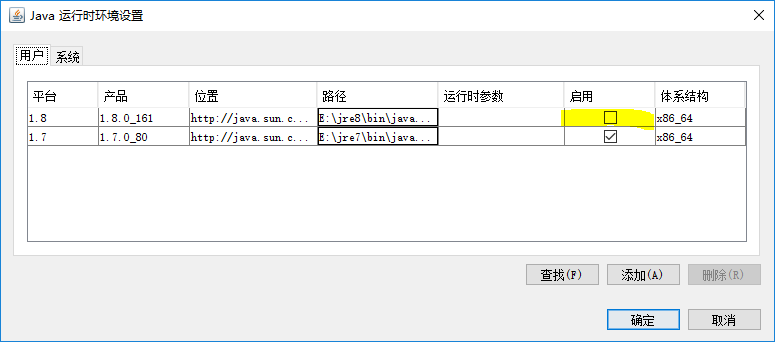 Java 运行时环境设置
用户 系统
平台 产品 位置 路径 运行时参数 启用 体系结构
1.8 1.8.0_161 http://java.sun.c... E:\jre8\bin\java... x86_64
1.7 1.7.0_80 http://java.sun.c... E:\jre7\bin\java... x86_64
查找(F) 添加(A) 删除(R)
确定 取消